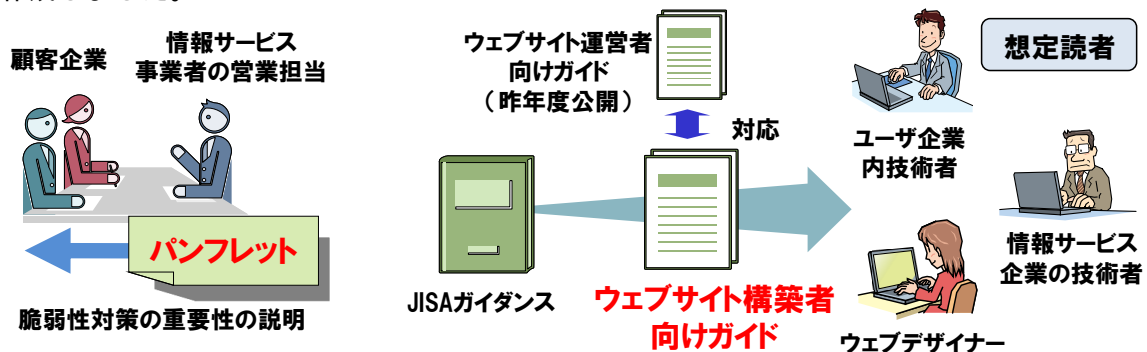 顧客企業
情報サービス
事業者の営業担当
パンフレット
脆弱性対策の重要性の説明
ウェブサイト運営者
向けガイド
（昨年度公開）
対応
JISAガイダンス
ウェブサイト構築者
向けガイド
想定読者
ユーザ企業
内技術者
情報サービス
企業の技術者
ウェブデザイナー